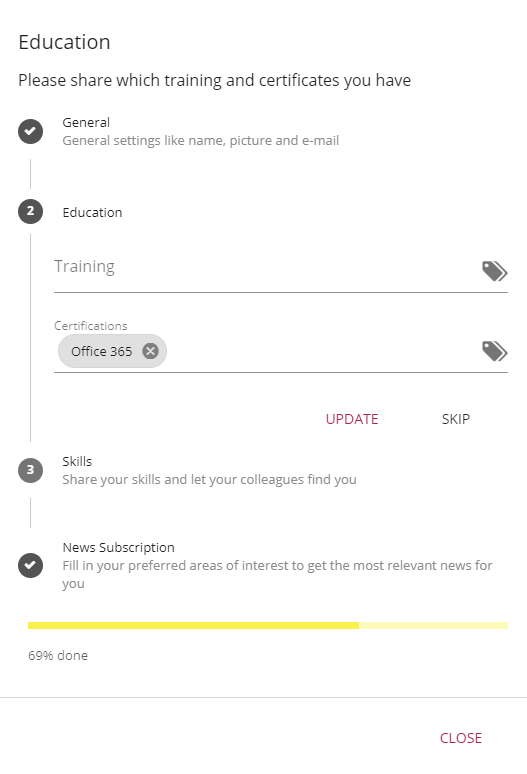 Education
Please share which training and certificates you have
General
General settings like name, picture and e-mail
2
Education
Training
Certifications
Office 365
UPDATE
SKIP
3
Skills
Share your skills and let your colleagues find you
News Subscription
Fill in your preferred areas of interest to get the most relevant news for
you
69% done
CLOSE